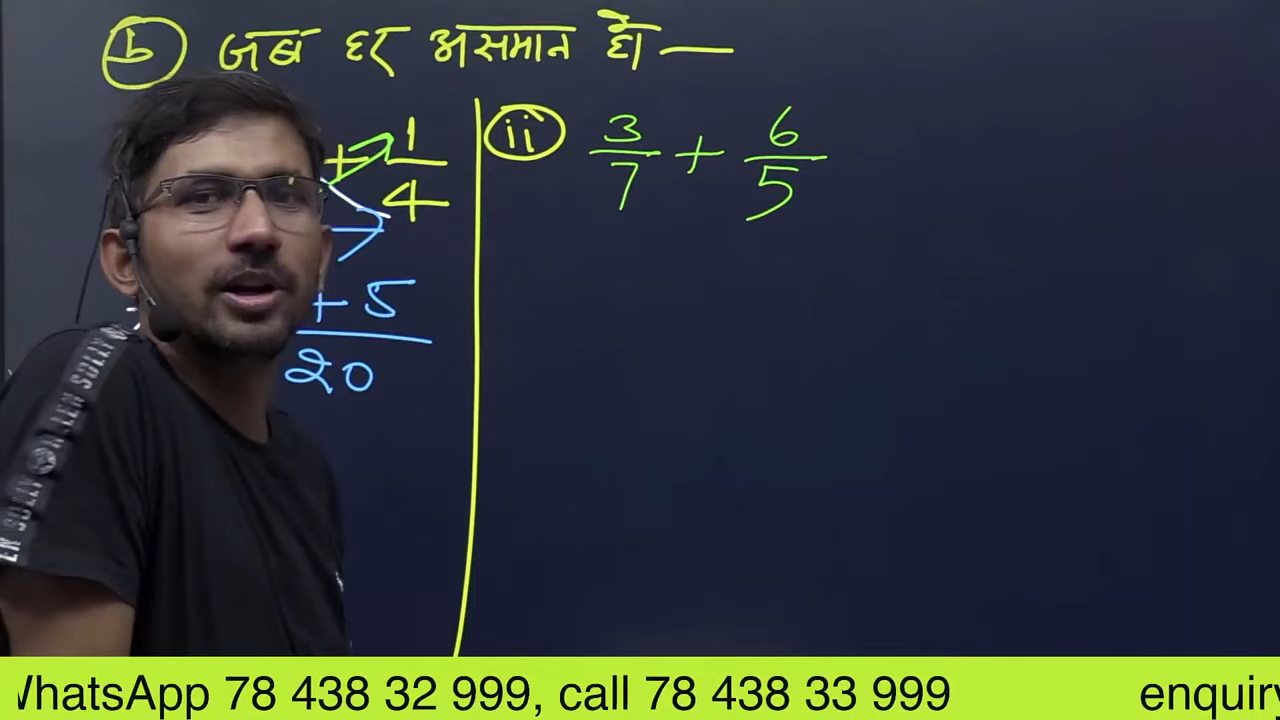 b जब हर असमान हो —
+ 1/4
+ 5
20
ii 3/7 + 6/5
WhatsApp 78 438 32 999, call 78 438 33 999 enquiry